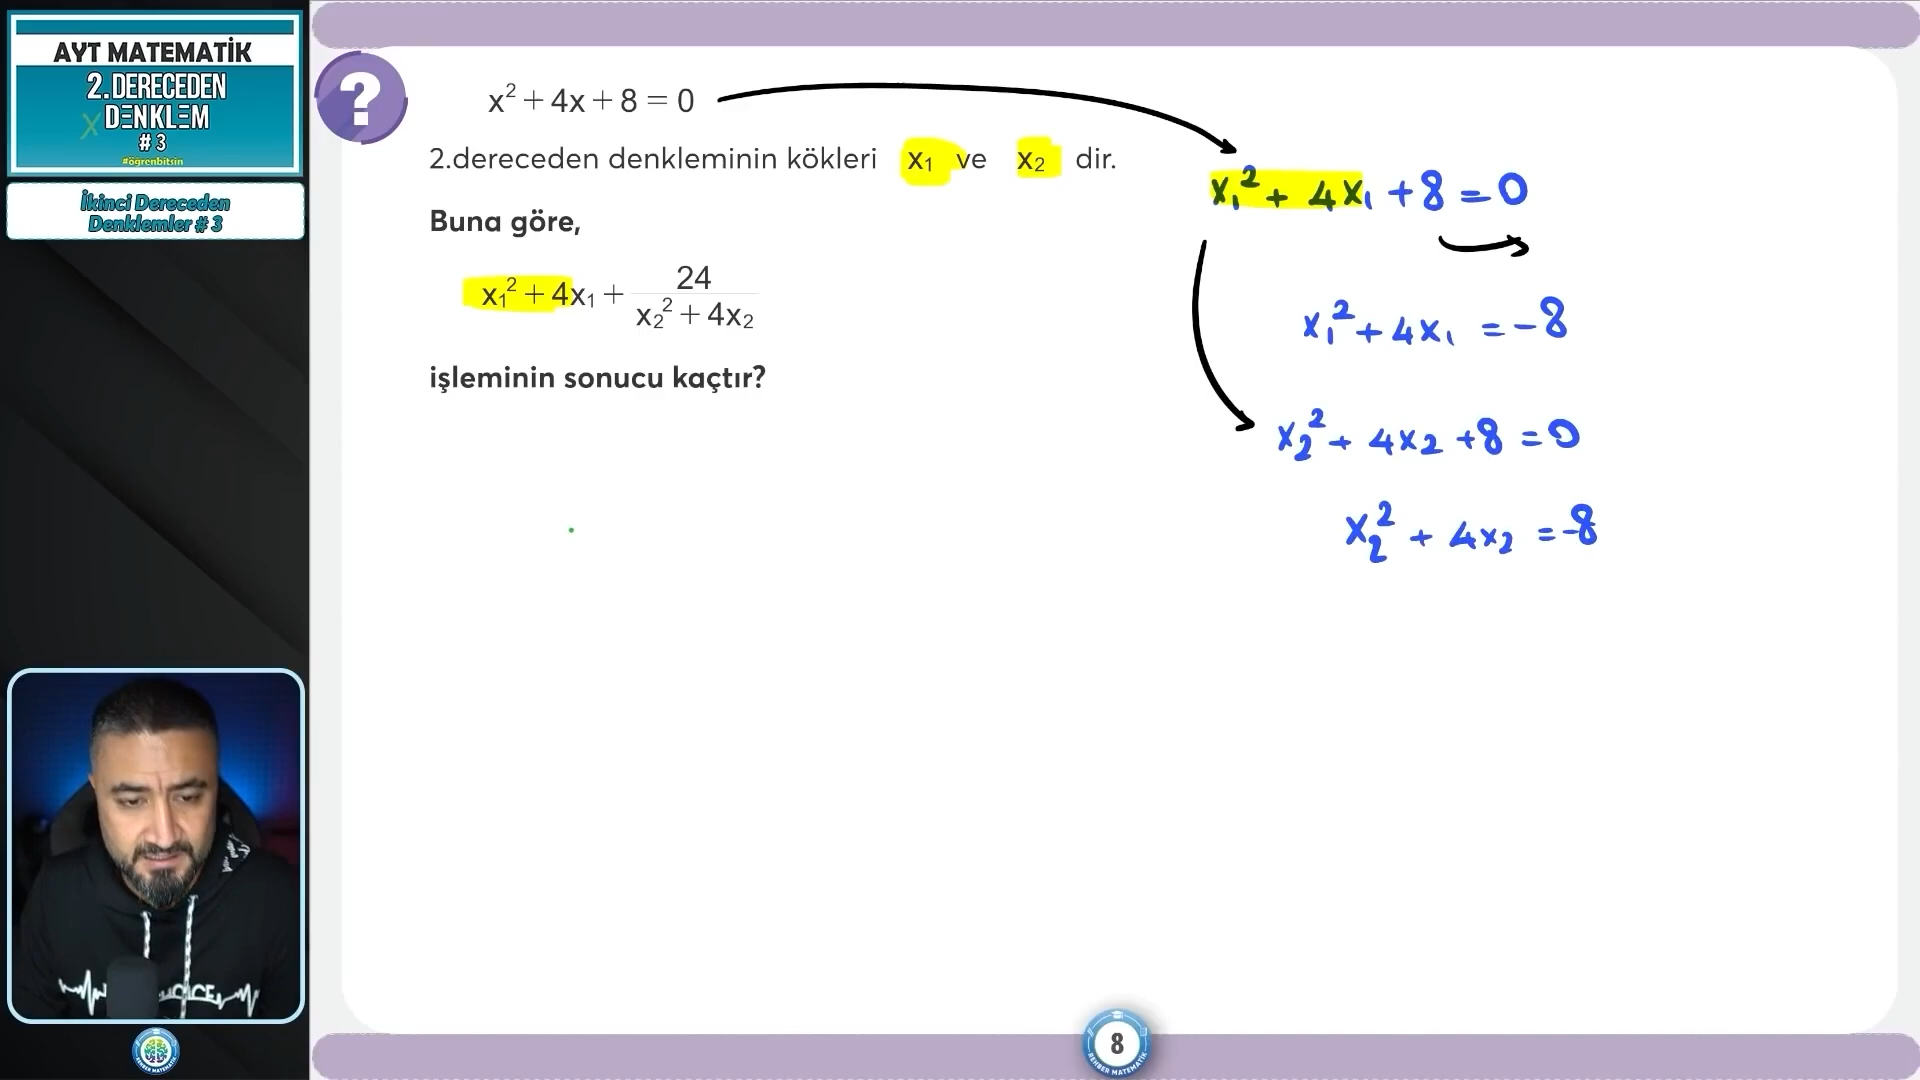 AYT MATEMATİK
2.DERECEDEN
DENKLEM
# 3
#öğrenbitsin
İkinci Dereceden
Denklemler # 3
?
x² + 4x + 8 = 0
2.dereceden denkleminin kökleri x₁ ve x₂ dir.
Buna göre,
x₁² + 4x₁ + 24 / (x₂² + 4x₂)
işleminin sonucu kaçtır?
x₁² + 4x₁ + 8 = 0
x₁² + 4x₁ = -8
x₂² + 4x₂ + 8 = 0
x₂² + 4x₂ = -8
8
REHBER MATEMATİK